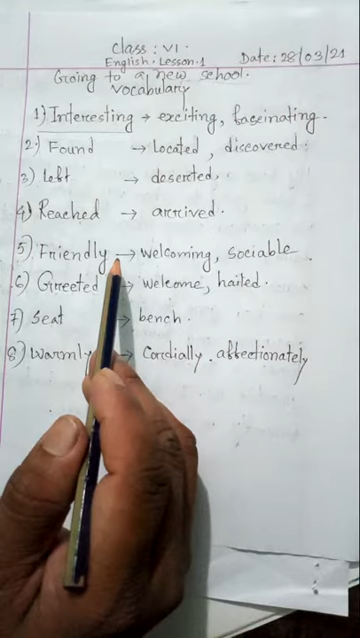 Class : VI
English. Lesson.1 Date: 28/03/21
Going to a new school.
Vocabulary
1) Interesting → exciting, fascinating.
2) Found → Located, discovered.
3) Left → deserted.
4) Reached → arrived.
5) Friendly → welcoming, sociable.
6) Greeted → welcome, hailed.
7) Seat → bench.
8) Warmly → Cordially. affectionately